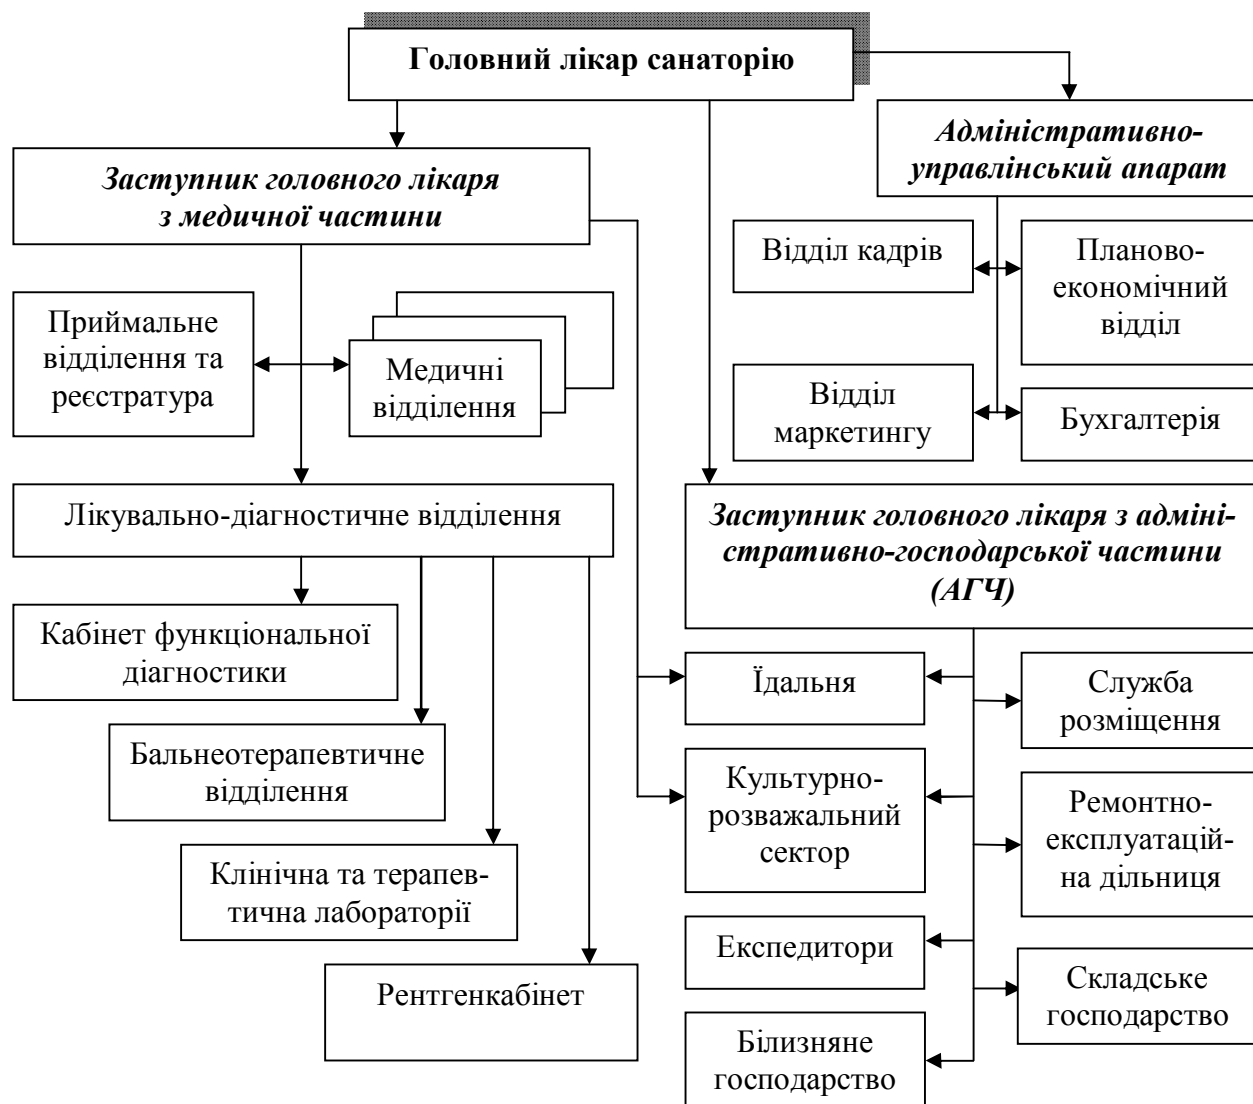 Головний лікар санаторію
Адміністративно-
управлінський апарат
Заступник головного лікаря
з медичної частини
Відділ кадрів
Планово-
економічний
відділ
Приймальне
відділення та
реєстратура
Медичні
відділення
Відділ
маркетингу
Бухгалтерія
Лікувально-діагностичне відділення
Заступник головного лікаря з адміні-
стративно-господарської частини
(АГЧ)
Кабінет функціональної
діагностики
Їдальня
Служба
розміщення
Бальнеотерапевтичне
відділення
Культурно-
розважальний
сектор
Ремонтно-
експлуатацій-
на дільниця
Клінічна та терапев-
тична лабораторії
Експедитори
Рентгенкабінет
Складське
господарство
Білизняне
господарство